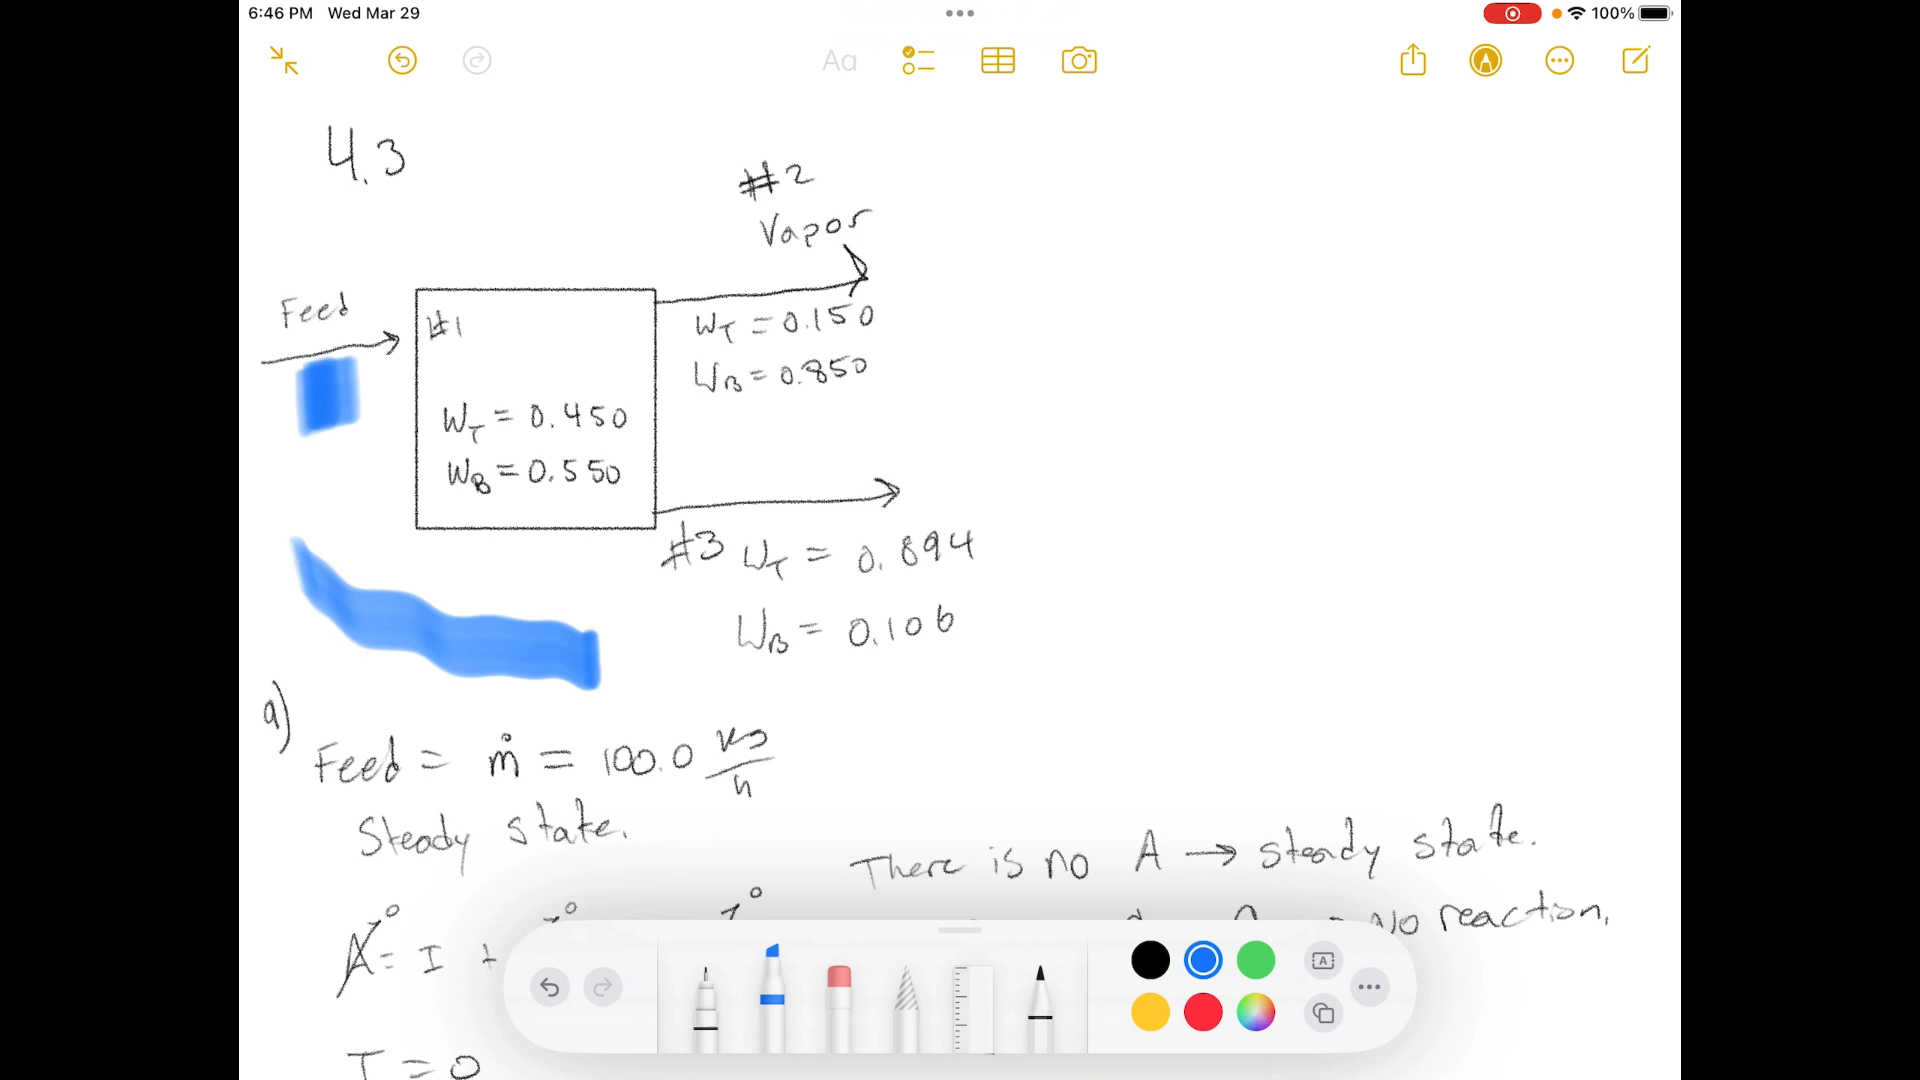 6:46 PM Wed Mar 29
100%
Aa
4.3
#2
Vapor
Feed
#1
W_T = 0.150
W_B = 0.850
W_T = 0.450
W_B = 0.550
#3 W_T = 0.894
W_B = 0.106
a)
Feed = ṁ = 100.0 kg/h
Steady state.
There is no A → steady state.
No reaction.
A = I +
I = 0
A